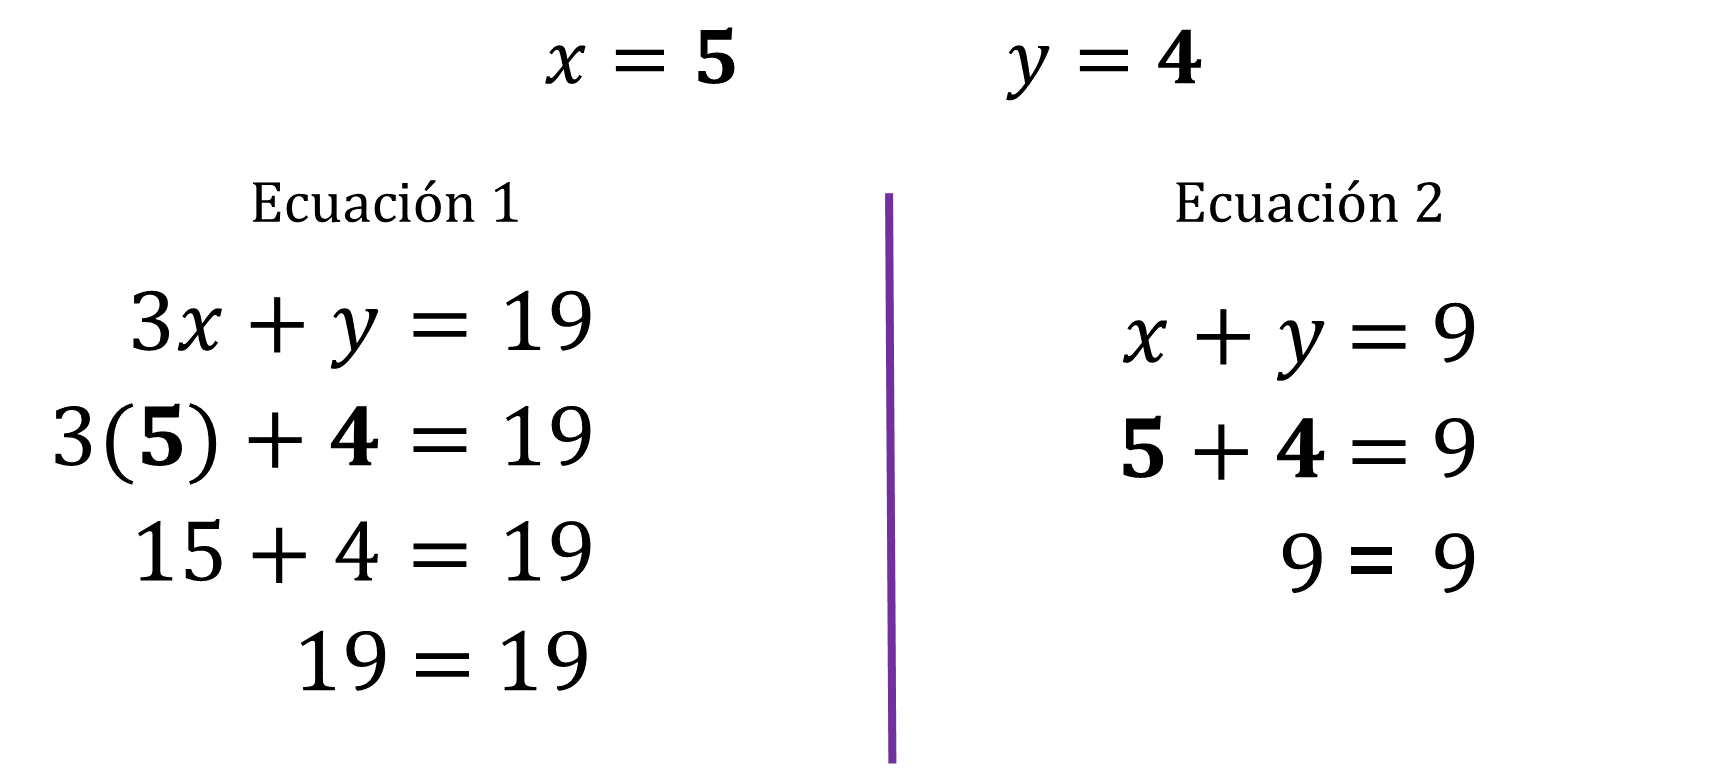 x = 5 y = 4
Ecuación 1
3x + y = 19
3(5) + 4 = 19
15 + 4 = 19
19 = 19
Ecuación 2
x + y = 9
5 + 4 = 9
9 = 9